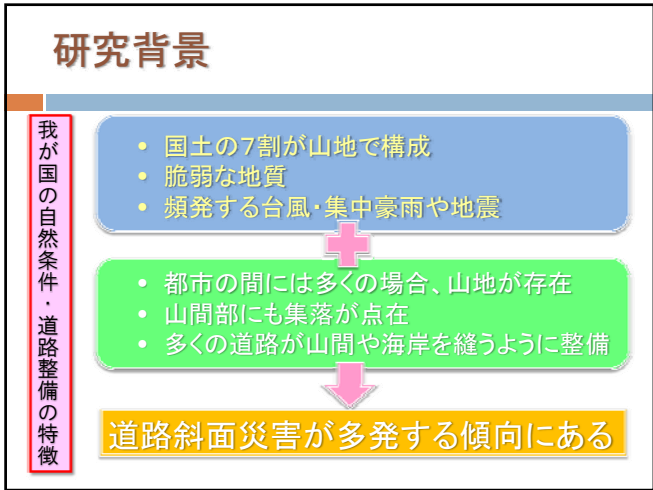 研究背景
我が国の自然条件・道路整備の特徴
• 国土の7割が山地で構成
• 脆弱な地質
• 頻発する台風・集中豪雨や地震
• 都市の間には多くの場合、山地が存在
• 山間部にも集落が点在
• 多くの道路が山間や海岸を縫うように整備
道路斜面災害が多発する傾向にある